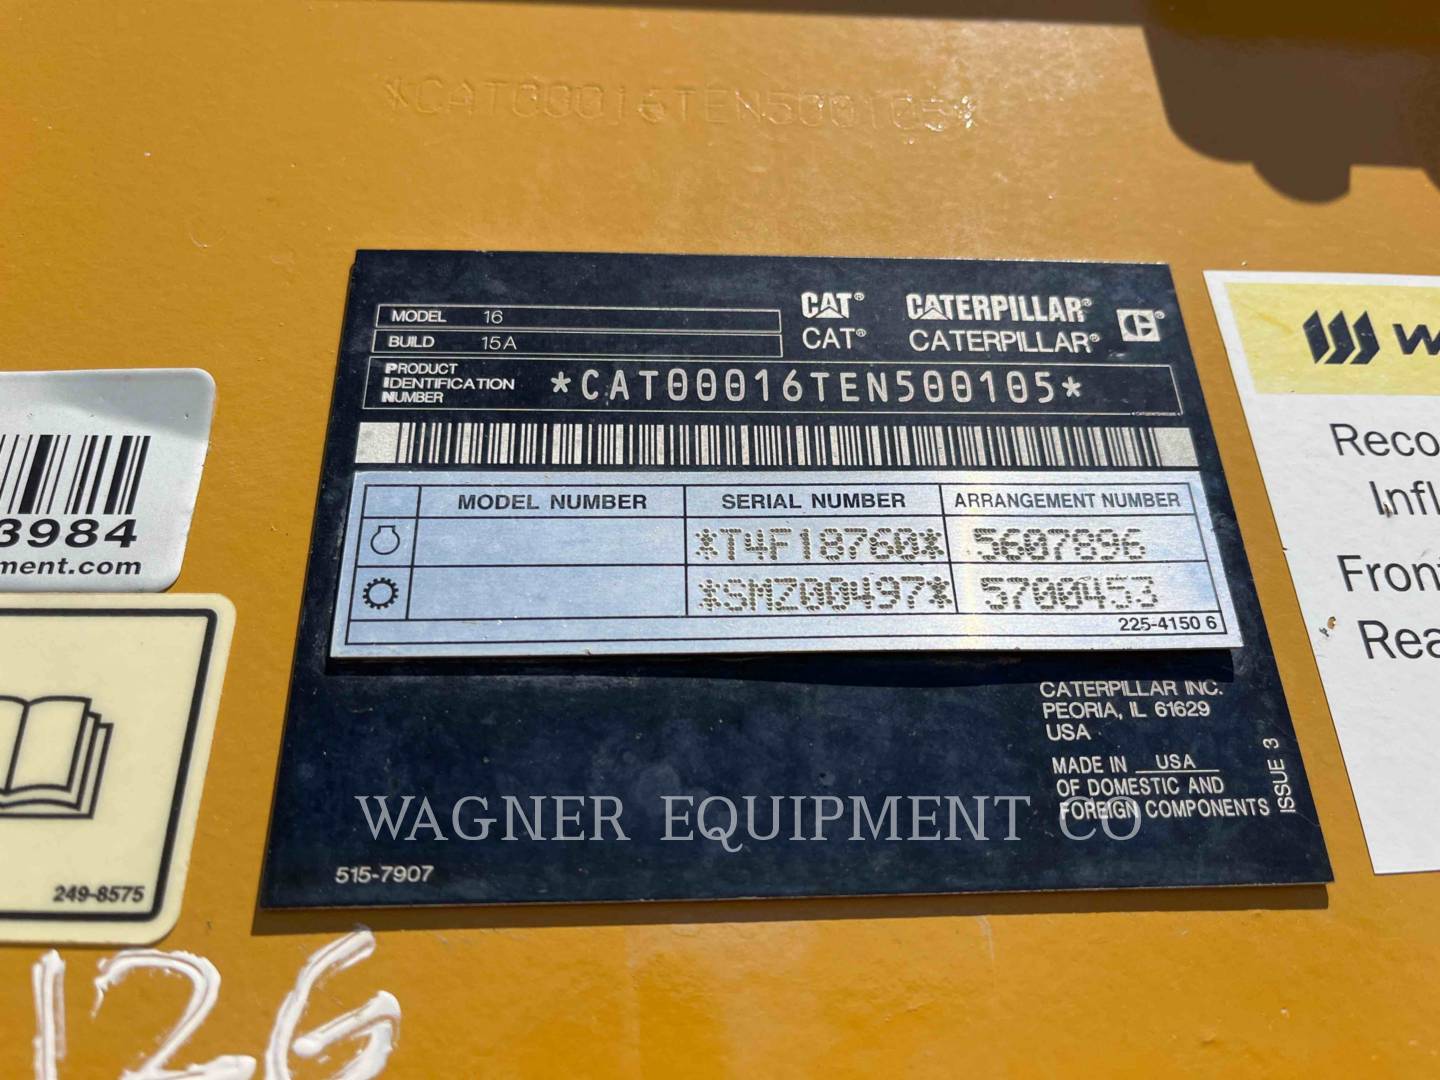 *CAT00016TEN500105*
CAT® CATERPILLAR®
CAT® CATERPILLAR®
MODEL 16
BUILD 15A
PRODUCT
IDENTIFICATION
NUMBER
*CAT00016TEN500105*
MODEL NUMBER SERIAL NUMBER ARRANGEMENT NUMBER
*T4F18760* 5607896
*SMZ00497* 5700453
225-4150 6
CATERPILLAR INC.
PEORIA, IL 61629
USA
MADE IN USA
OF DOMESTIC AND
FOREIGN COMPONENTS
ISSUE 3
WAGNER EQUIPMENT CO
515-7907
3984
ment.com
249-8575
126
W
Reco
Infl
Fron
Rea